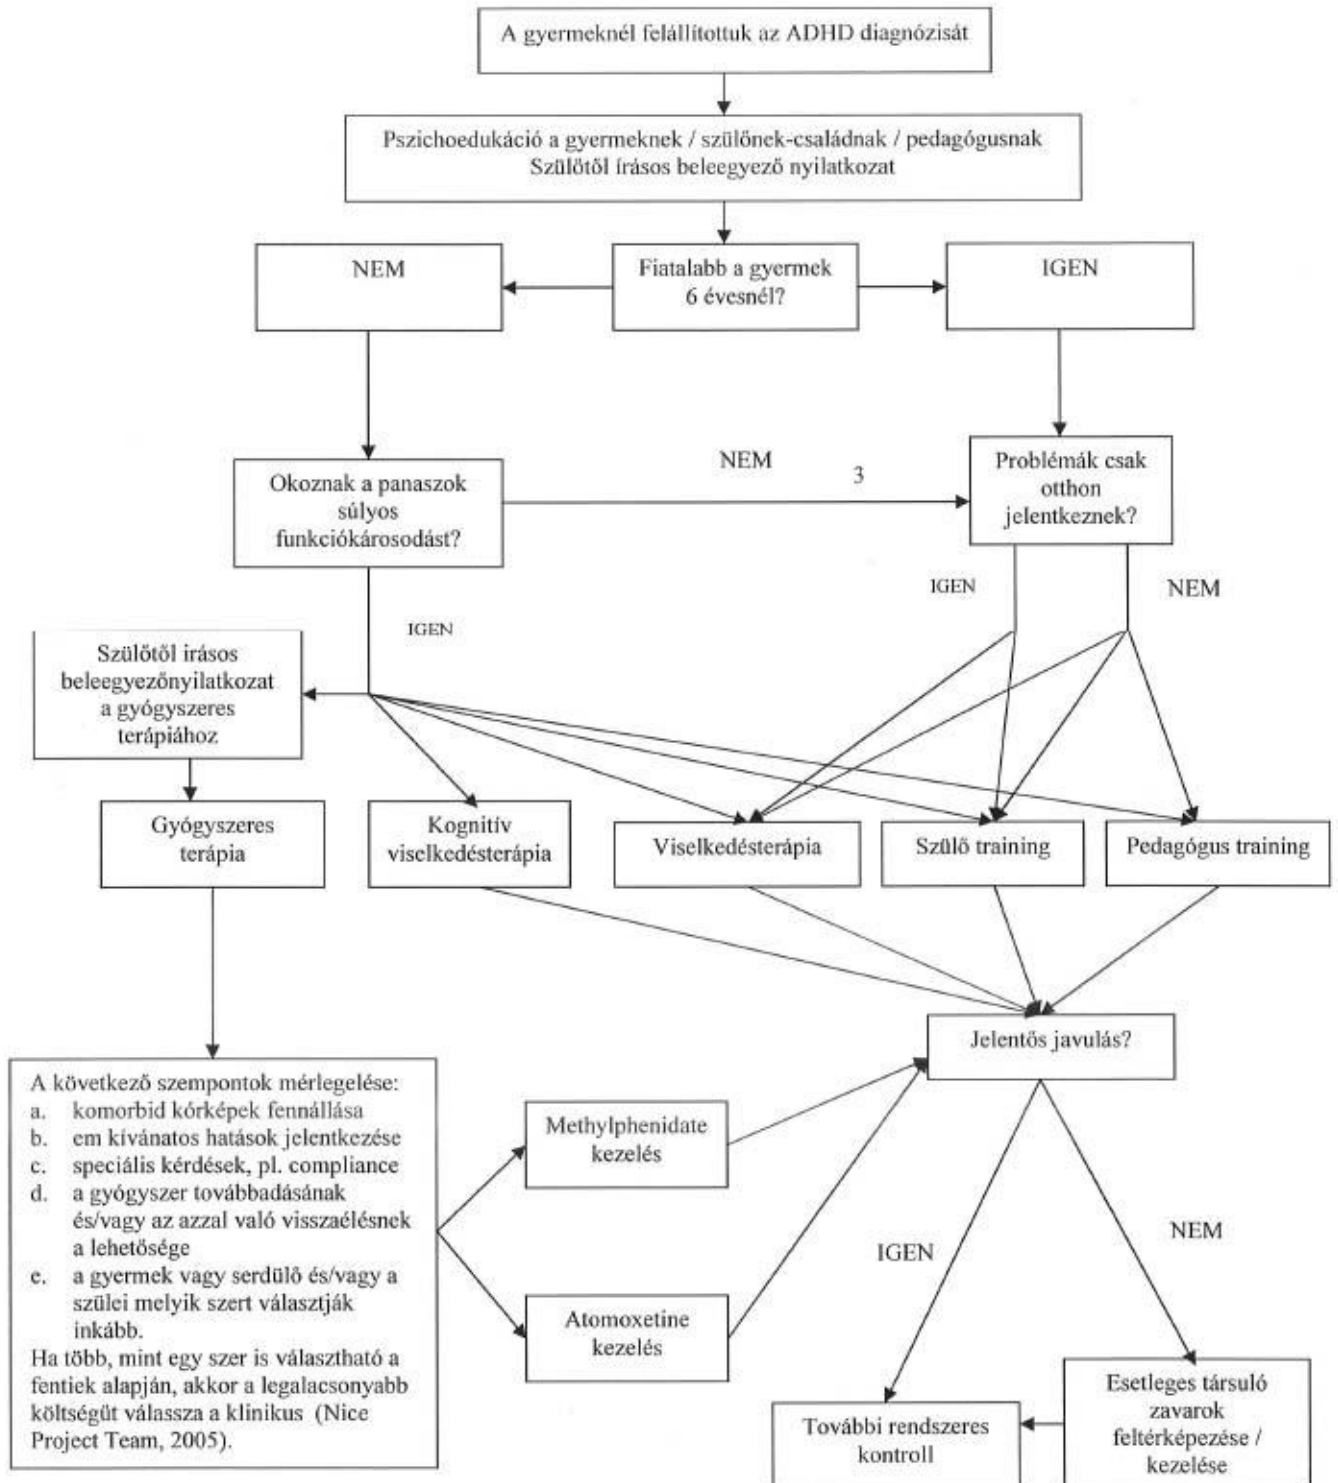 A gyermeknél felállítottuk az ADHD diagnózisát
Pszichoedukáció a gyermeknek / szülőnek-családnak / pedagógusnak
Szülőtől írásos beleegyező nyilatkozat
NEM
Fiatalabb a gyermek
6 évesnél?
IGEN
Okoznak a panaszok
súlyos
funkciókárosodást?
NEM
3
Problémák csak
otthon
jelentkeznek?
IGEN
NEM
IGEN
Szülőtől írásos
beleegyezőnyilatkozat
a gyógyszeres
terápiához
Gyógyszeres
terápia
Kognitív
viselkedésterápia
Viselkedésterápia
Szülő training
Pedagógus training
Jelentős javulás?
A következő szempontok mérlegelése:
a. komorbid kórképek fennállása
b. em kívánatos hatások jelentkezése
c. speciális kérdések, pl. compliance
d. a gyógyszer továbbadásának
és/vagy az azzal való visszaélésnek
a lehetősége
e. a gyermek vagy serdülő és/vagy a
szülei melyik szert választják
inkább.
Ha több, mint egy szer is választható a
fentiek alapján, akkor a legalacsonyabb
költségűt válassza a klinikus (Nice
Project Team, 2005).
Methylphenidate
kezelés
Atomoxetine
kezelés
IGEN
NEM
További rendszeres
kontroll
Esetleges társuló
zavarok
feltérképezése /
kezelése